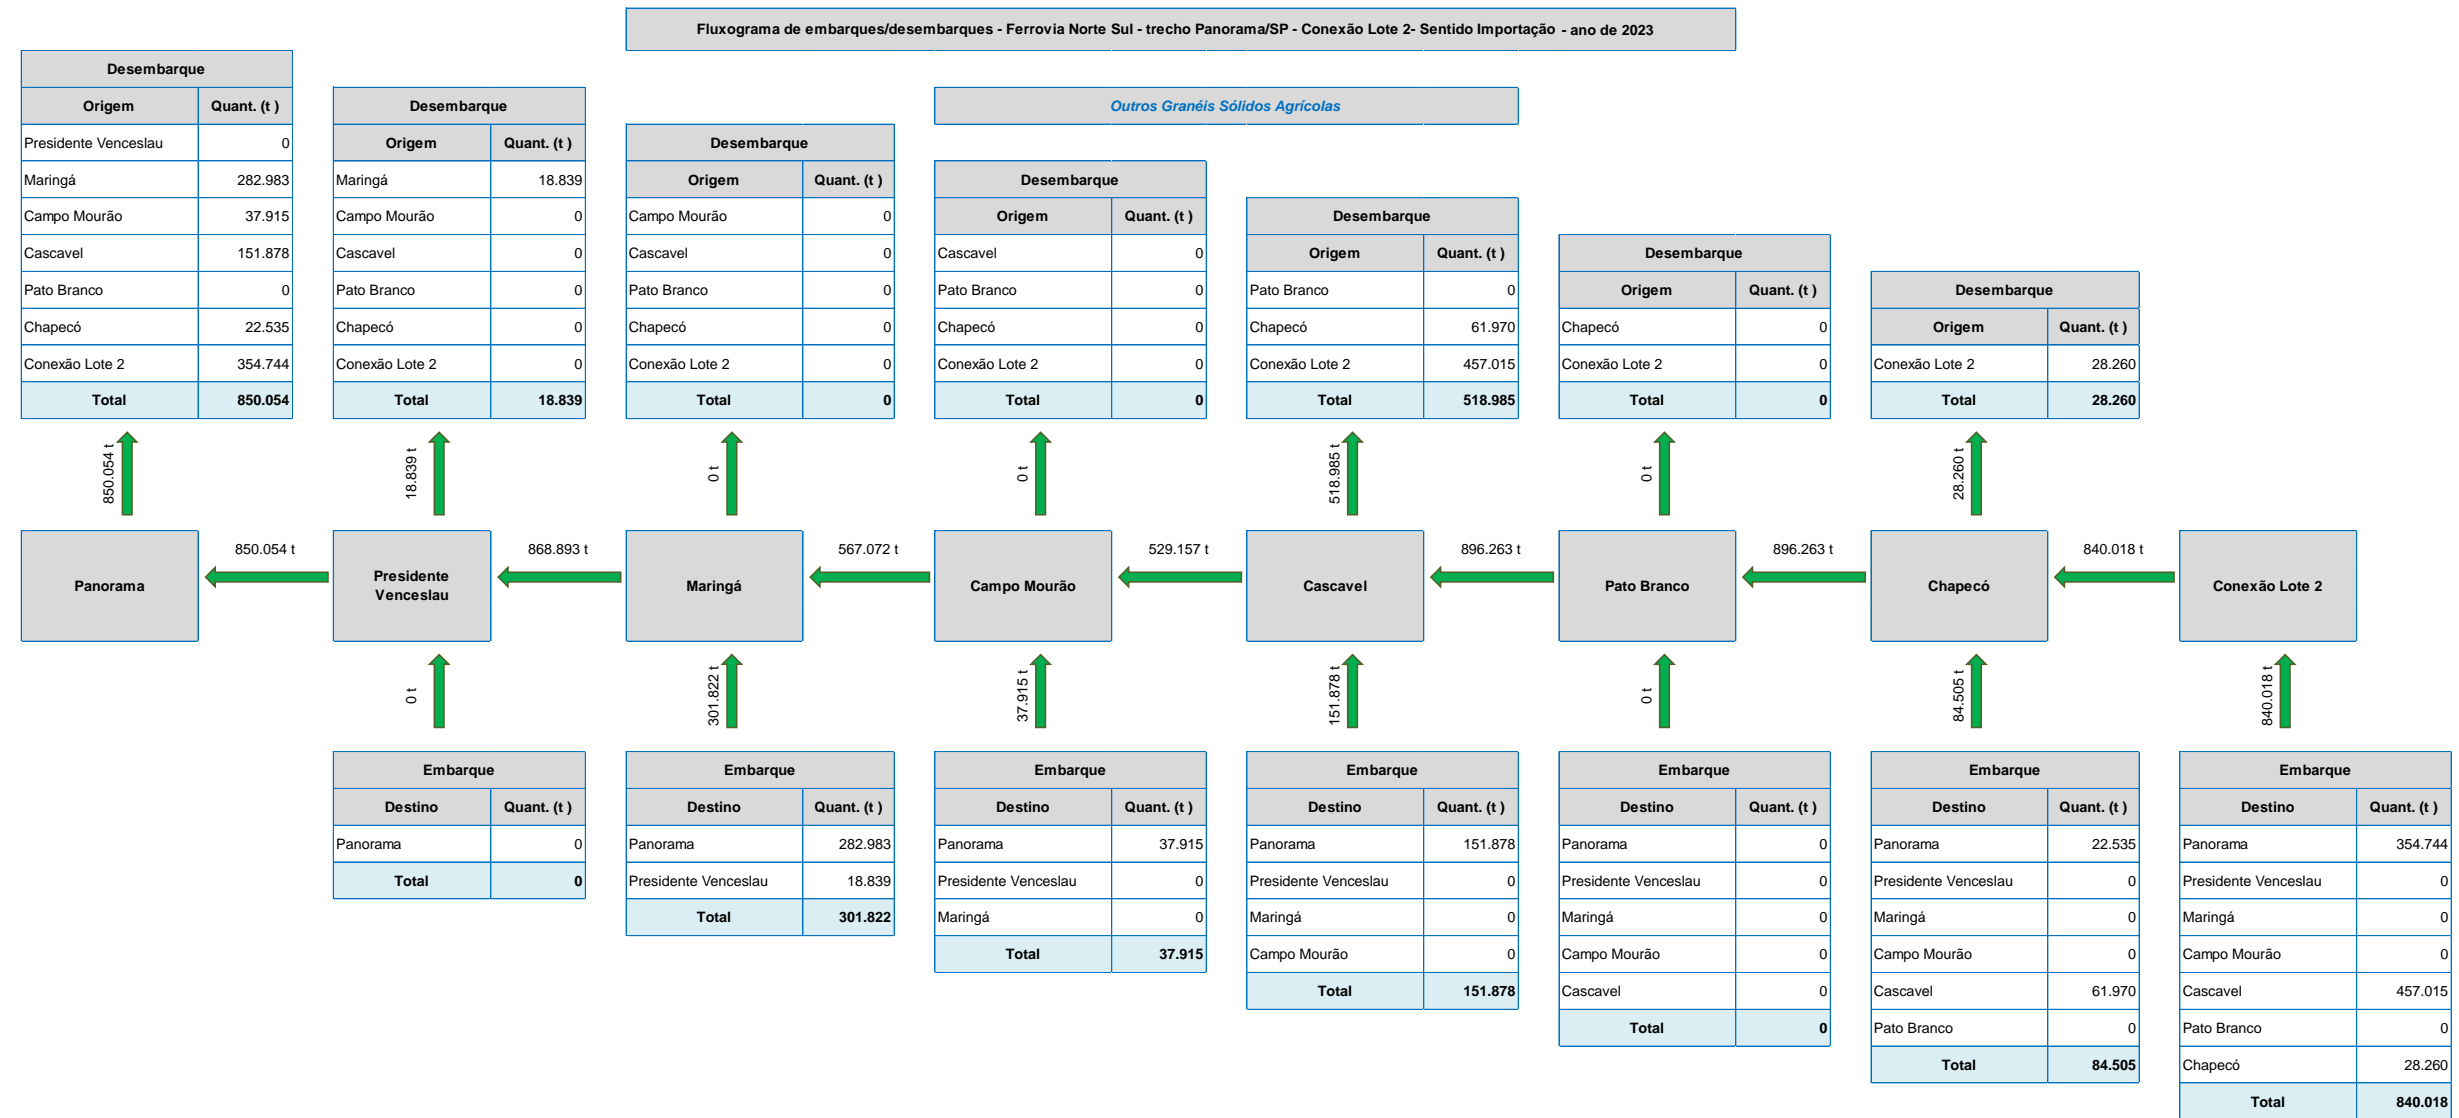 Fluxograma de embarques/desembarques - Ferrovia Norte Sul - trecho Panorama/SP - Conexão Lote 2- Sentido Importação - ano de 2023
Outros Granéis Sólidos Agrícolas
Desembarque
Origem Quant. (t )
Presidente Venceslau 0
Maringá 282.983
Campo Mourão 37.915
Cascavel 151.878
Pato Branco 0
Chapecó 22.535
Conexão Lote 2 354.744
Total 850.054
Desembarque
Origem Quant. (t )
Maringá 18.839
Campo Mourão 0
Cascavel 0
Pato Branco 0
Chapecó 0
Conexão Lote 2 0
Total 18.839
Desembarque
Origem Quant. (t )
Campo Mourão 0
Cascavel 0
Pato Branco 0
Chapecó 0
Conexão Lote 2 0
Total 0
Desembarque
Origem Quant. (t )
Cascavel 0
Pato Branco 0
Chapecó 0
Conexão Lote 2 0
Total 0
Desembarque
Origem Quant. (t )
Pato Branco 0
Chapecó 61.970
Conexão Lote 2 457.015
Total 518.985
Desembarque
Origem Quant. (t )
Chapecó 0
Conexão Lote 2 0
Total 0
Desembarque
Origem Quant. (t )
Conexão Lote 2 28.260
Total 28.260
850.054 t
18.839 t
0 t
0 t
518.985 t
0 t
28.260 t
Panorama
850.054 t
Presidente
Venceslau
868.893 t
Maringá
567.072 t
Campo Mourão
529.157 t
Cascavel
896.263 t
Pato Branco
896.263 t
Chapecó
840.018 t
Conexão Lote 2
0 t
301.822 t
37.915 t
151.878 t
0 t
84.505 t
840.018 t
Embarque
Destino Quant. (t )
Panorama 0
Total 0
Embarque
Destino Quant. (t )
Panorama 282.983
Presidente Venceslau 18.839
Total 301.822
Embarque
Destino Quant. (t )
Panorama 37.915
Presidente Venceslau 0
Maringá 0
Total 37.915
Embarque
Destino Quant. (t )
Panorama 151.878
Presidente Venceslau 0
Maringá 0
Campo Mourão 0
Total 151.878
Embarque
Destino Quant. (t )
Panorama 0
Presidente Venceslau 0
Maringá 0
Campo Mourão 0
Cascavel 0
Total 0
Embarque
Destino Quant. (t )
Panorama 22.535
Presidente Venceslau 0
Maringá 0
Campo Mourão 0
Cascavel 61.970
Pato Branco 0
Total 84.505
Embarque
Destino Quant. (t )
Panorama 354.744
Presidente Venceslau 0
Maringá 0
Campo Mourão 0
Cascavel 457.015
Pato Branco 0
Chapecó 28.260
Total 840.018